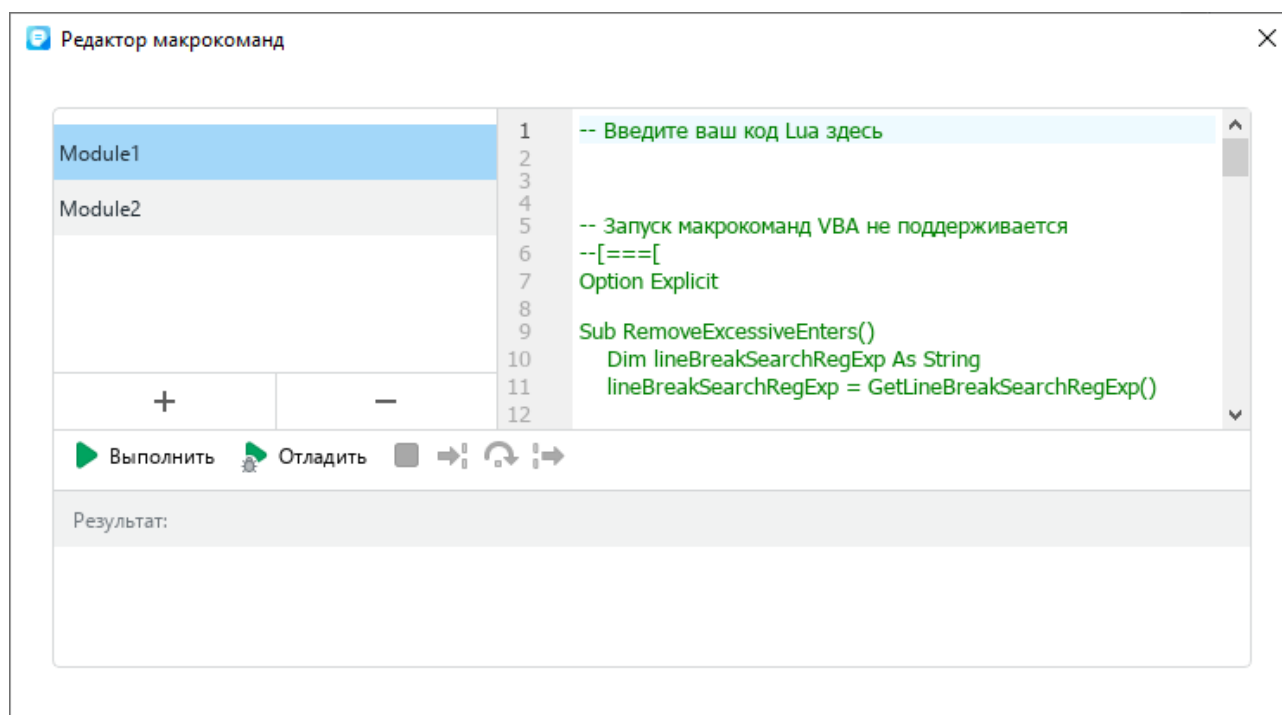 Редактор макрокоманд
Module1
Module2
1 -- Введите ваш код Lua здесь
2
3
4
5 -- Запуск макрокоманд VBA не поддерживается
6 --[===[
7 Option Explicit
8
9 Sub RemoveExcessiveEnters()
10 Dim lineBreakSearchRegExp As String
11 lineBreakSearchRegExp = GetLineBreakSearchRegExp()
12
Выполнить Отладить
Результат: